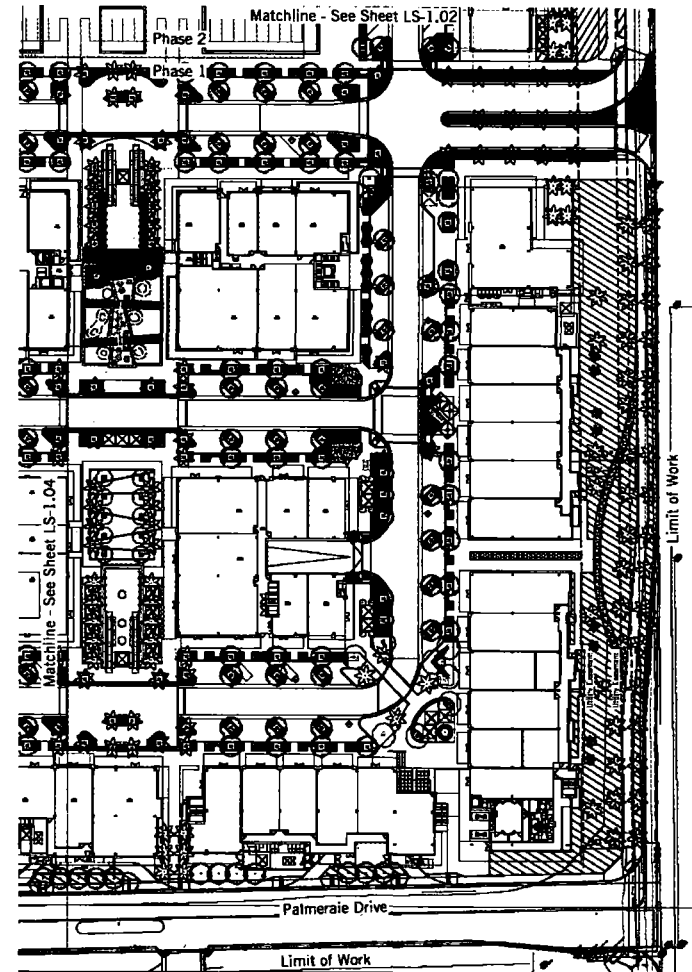 Matchline - See Sheet LS-1.02
Phase 2
Phase 1
Limit of Work
Matchline - See Sheet LS-1.04
Palmeraie Drive
Limit of Work